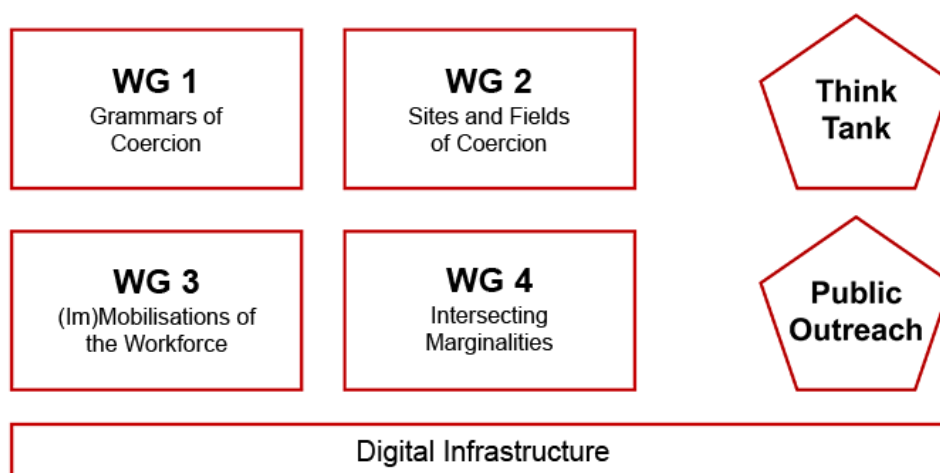 WG 1
Grammars of
Coercion
WG 2
Sites and Fields
of Coercion
Think
Tank
WG 3
(Im)Mobilisations of
the Workforce
WG 4
Intersecting
Marginalities
Public
Outreach
Digital Infrastructure